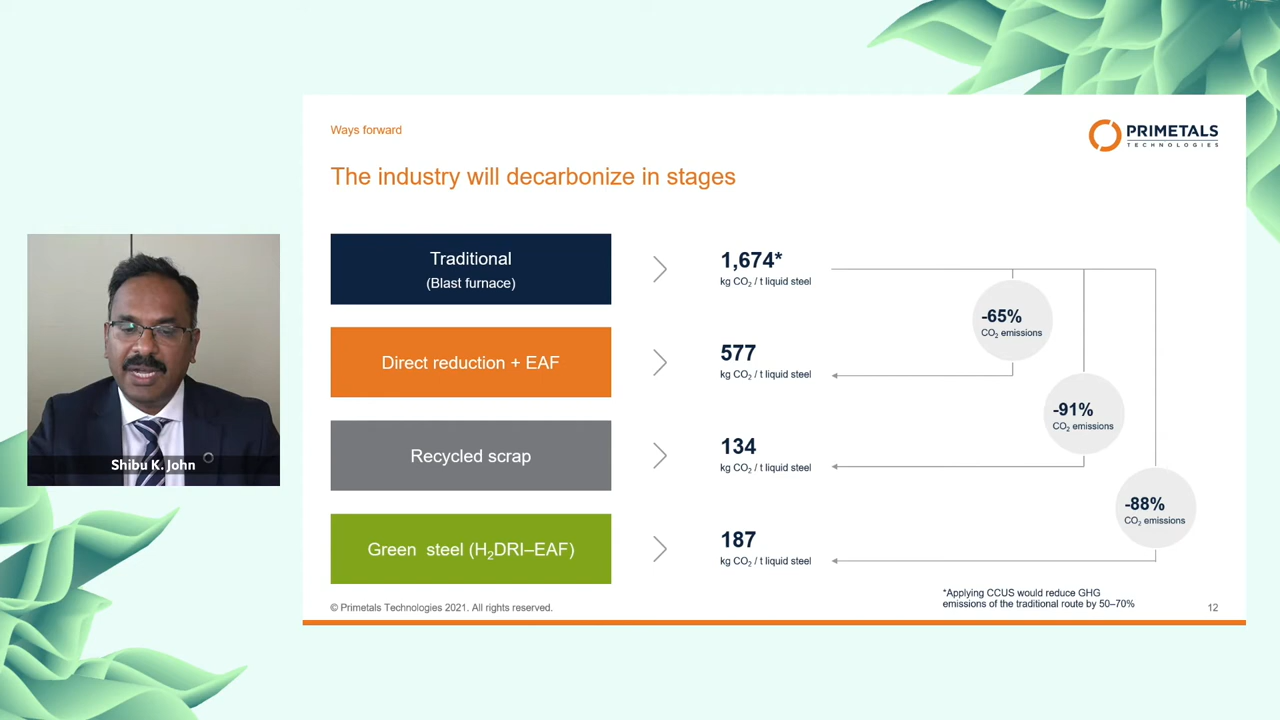 Ways forward
PRIMETALS
TECHNOLOGIES
The industry will decarbonize in stages
Traditional
(Blast furnace)
1,674*
kg CO₂ / t liquid steel
-65%
CO₂ emissions
Direct reduction + EAF
577
kg CO₂ / t liquid steel
-91%
CO₂ emissions
Recycled scrap
134
kg CO₂ / t liquid steel
-88%
CO₂ emissions
Green steel (H₂DRI–EAF)
187
kg CO₂ / t liquid steel
*Applying CCUS would reduce GHG
emissions of the traditional route by 50–70%
© Primetals Technologies 2021. All rights reserved.
12
Shibu K. John